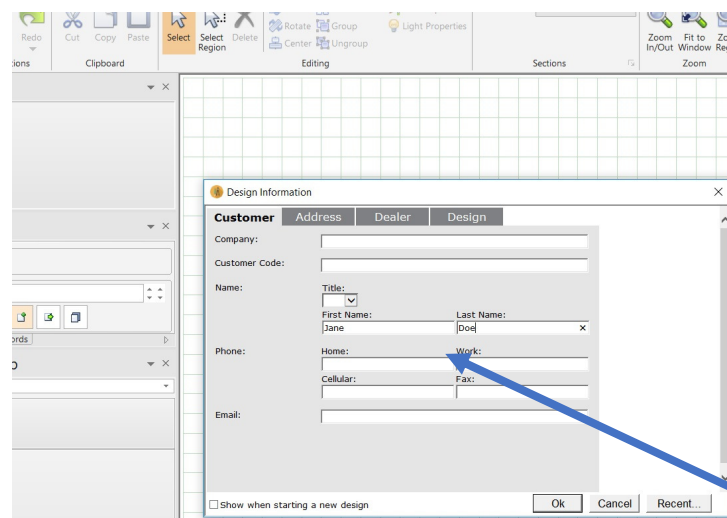 Redo Cut Copy Paste Select Select Region Delete Rotate Group Light Properties
Center Ungroup
Zoom In/Out Fit to Window
Clipboard Editing Sections Zoom
Design Information
Customer Address Dealer Design
Company:
Customer Code:
Name: Title:
First Name: Last Name:
Jane Doe
Phone: Home: Work:
Cellular: Fax:
Email:
Show when starting a new design Ok Cancel Recent...